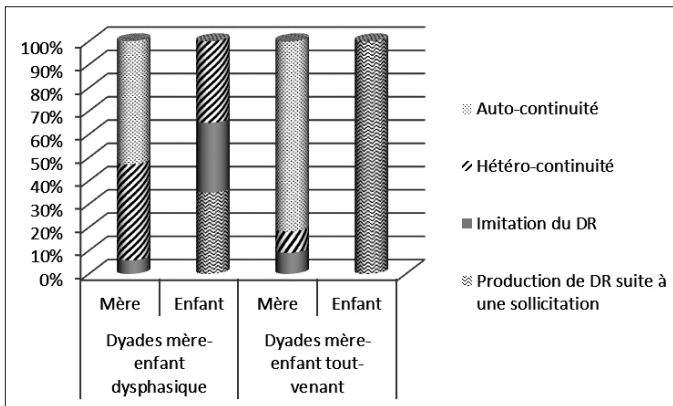 100%
90%
80%
70%
60%
50%
40%
30%
20%
10%
0%
Mère Enfant Mère Enfant
Dyades mère-
enfant
dysphasique
Dyades mère-
enfant tout-
venant
Auto-continuité
Hétéro-continuité
Imitation du DR
Production de DR suite à
une sollicitation